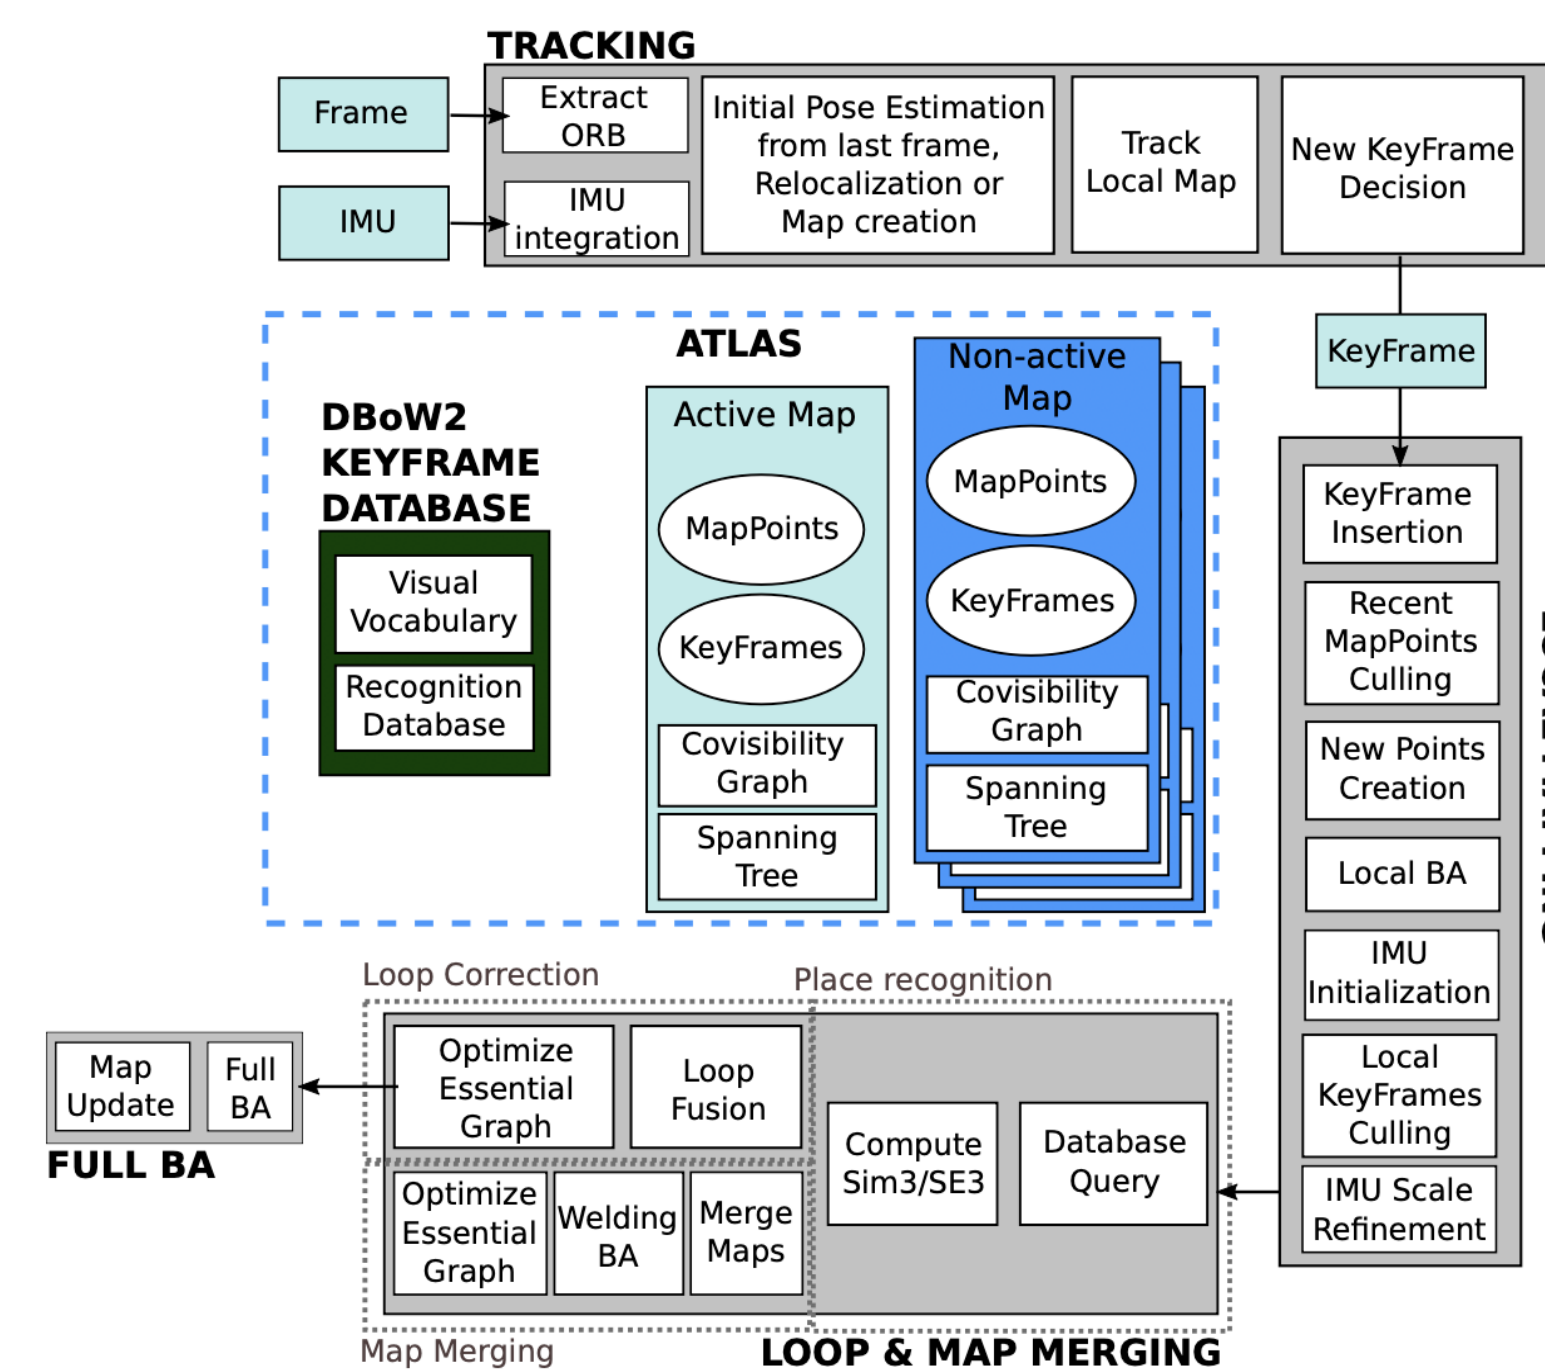 TRACKING
Frame
Extract
ORB
IMU
IMU
integration
Initial Pose Estimation
from last frame,
Relocalization or
Map creation
Track
Local Map
New KeyFrame
Decision
KeyFrame
ATLAS
DBoW2
KEYFRAME
DATABASE
Visual
Vocabulary
Recognition
Database
Active Map
MapPoints
KeyFrames
Covisibility
Graph
Spanning
Tree
Non-active
Map
MapPoints
KeyFrames
Covisibility
Graph
Spanning
Tree
KeyFrame
Insertion
Recent
MapPoints
Culling
New Points
Creation
Local BA
IMU
Initialization
Local
KeyFrames
Culling
IMU Scale
Refinement
Loop Correction
Place recognition
Optimize
Essential
Graph
Loop
Fusion
Compute
Sim3/SE3
Database
Query
Optimize
Essential
Graph
Welding
BA
Merge
Maps
Map Merging
LOOP & MAP MERGING
Map
Update
Full
BA
FULL BA